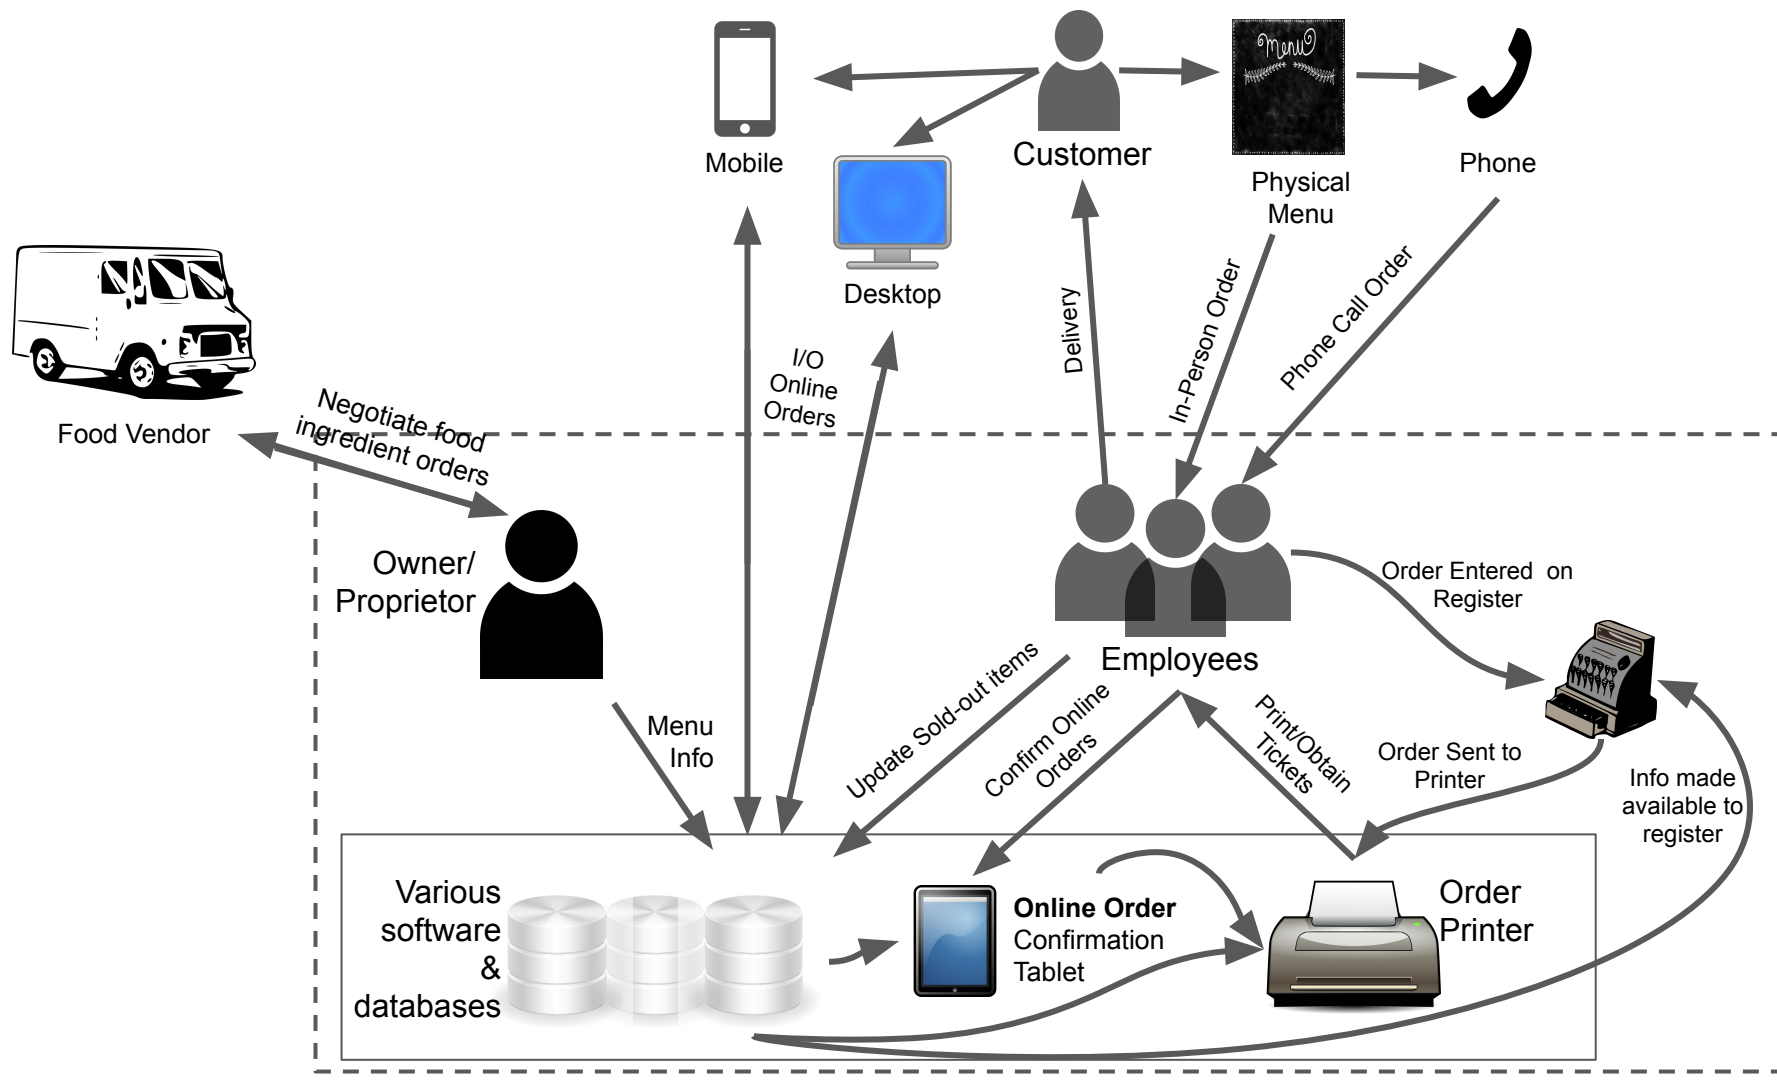 Menu
Mobile
Customer
Physical
Menu
Phone
Desktop
Food Vendor
Negotiate food
ingredient orders
I/O
Online
Orders
Delivery
In-Person Order
Phone Call Order
Owner/
Proprietor
Employees
Order Entered on
Register
Menu
Info
Update Sold-out items
Confirm Online
Orders
Print/Obtain
Tickets
Order Sent to
Printer
Info made
available to
register
Various
software
&
databases
Online Order
Confirmation
Tablet
Order
Printer